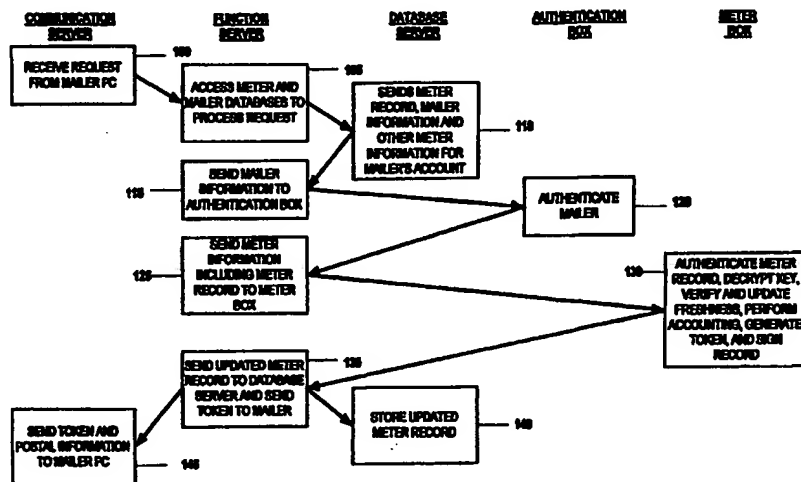 COMMUNICATION
SERVER
FUNCTION
SERVER
DATABASE
SERVER
AUTHENTICATION
BOX
METER
BOX
100
RECEIVE REQUEST
FROM MAILER PC
105
ACCESS METER AND
MAILER DATABASES TO
PROCESS REQUEST
SENDS METER
RECORD, MAILER
INFORMATION AND
OTHER METER
INFORMATION FOR
MAILER'S ACCOUNT
110
115
SEND MAILER
INFORMATION TO
AUTHENTICATION BOX
AUTHENTICATE
MAILER
120
125
SEND METER
INFORMATION
INCLUDING METER
RECORD TO METER
BOX
130
AUTHENTICATE METER
RECORD, DECRYPT KEY,
VERIFY AND UPDATE
FRESHNESS, PERFORM
ACCOUNTING, GENERATE
TOKEN, AND SIGN
RECORD
135
SEND UPDATED METER
RECORD TO DATABASE
SERVER AND SEND
TOKEN TO MAILER
STORE UPDATED
METER RECORD
140
SEND TOKEN AND
POSTAL INFORMATION
TO MAILER PC
145